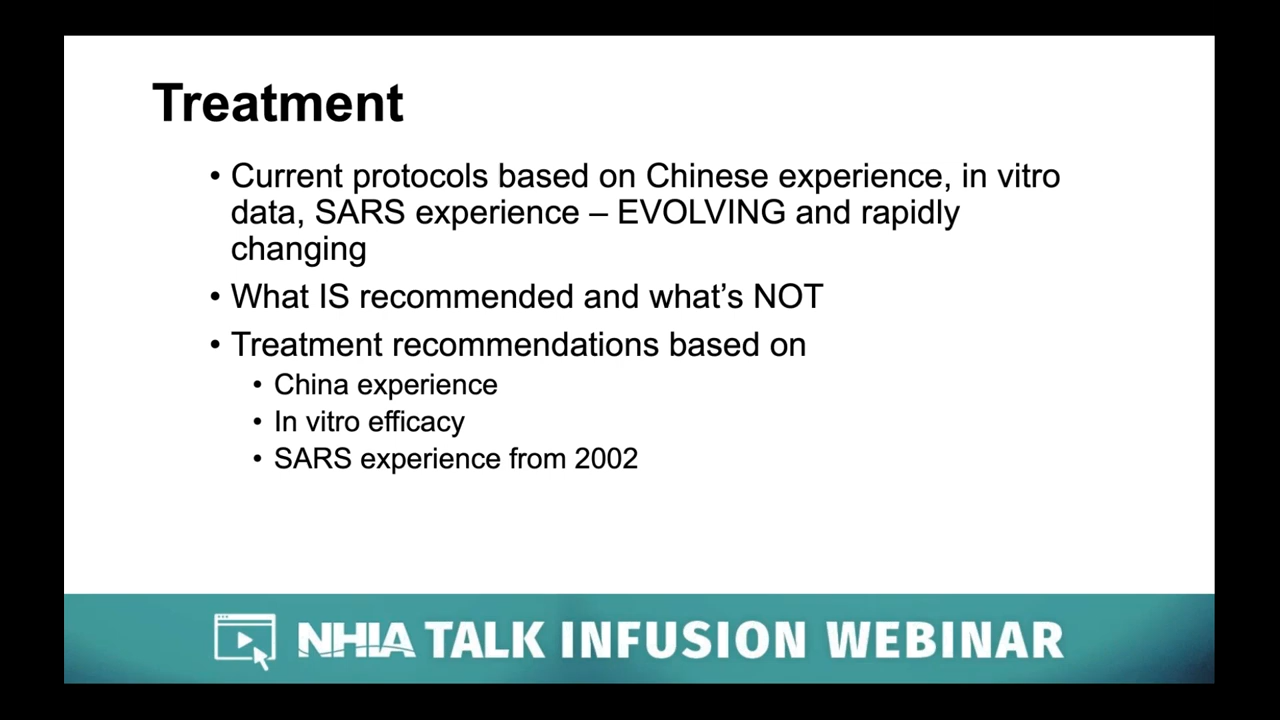 Treatment
• Current protocols based on Chinese experience, in vitro
data, SARS experience – EVOLVING and rapidly
changing
• What IS recommended and what’s NOT
• Treatment recommendations based on
• China experience
• In vitro efficacy
• SARS experience from 2002
NHIA TALK INFUSION WEBINAR